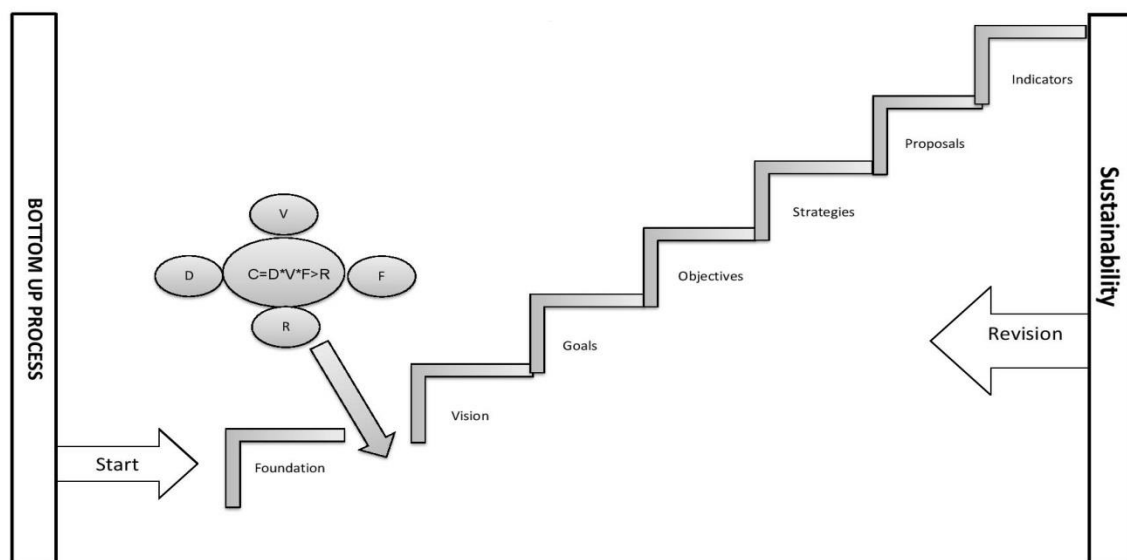 BOTTOM UP PROCESS
Start
V
D
C=D*V*F>R
F
R
Foundation
Vision
Goals
Objectives
Strategies
Proposals
Indicators
Revision
Sustainability